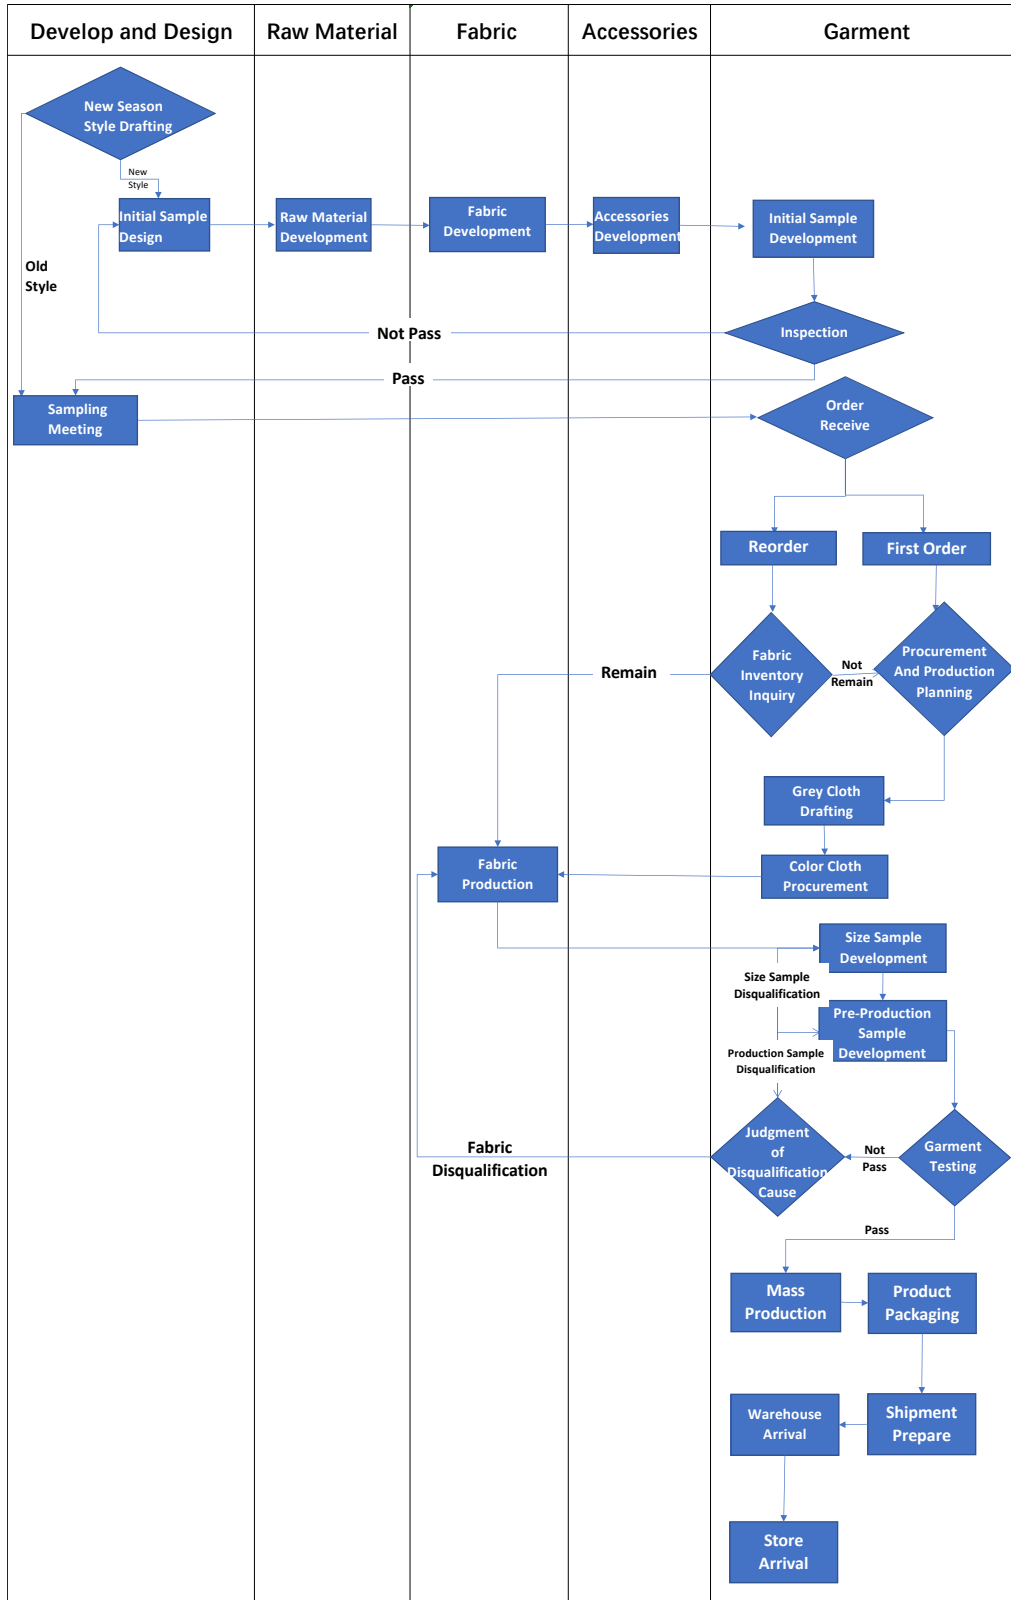 Develop and Design
Raw Material
Fabric
Accessories
Garment
New Season
Style Drafting
New
Style
Initial Sample
Design
Raw Material
Development
Fabric
Development
Accessories
Development
Initial Sample
Development
Old
Style
Not Pass
Inspection
Pass
Sampling
Meeting
Order
Receive
Reorder
First Order
Remain
Fabric
Inventory
Inquiry
Not
Remain
Procurement
And Production
Planning
Grey Cloth
Drafting
Fabric
Production
Color Cloth
Procurement
Size Sample
Development
Size Sample
Disqualification
Pre-Production
Sample
Development
Production Sample
Disqualification
Fabric
Disqualification
Judgment
of
Disqualification
Cause
Not
Pass
Garment
Testing
Pass
Mass
Production
Product
Packaging
Warehouse
Arrival
Shipment
Prepare
Store
Arrival